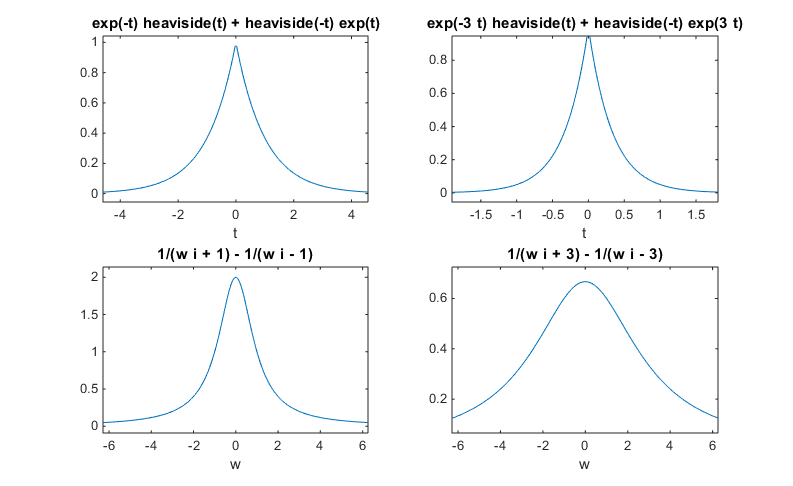 exp(-t) heaviside(t) + heaviside(-t) exp(t)
1
0.8
0.6
0.4
0.2
0
-4 -2 0 2 4
t
exp(-3 t) heaviside(t) + heaviside(-t) exp(3 t)
0.8
0.6
0.4
0.2
0
-1.5 -1 -0.5 0 0.5 1 1.5
t
1/(w i + 1) - 1/(w i - 1)
2
1.5
1
0.5
0
-6 -4 -2 0 2 4 6
w
1/(w i + 3) - 1/(w i - 3)
0.6
0.4
0.2
-6 -4 -2 0 2 4 6
w